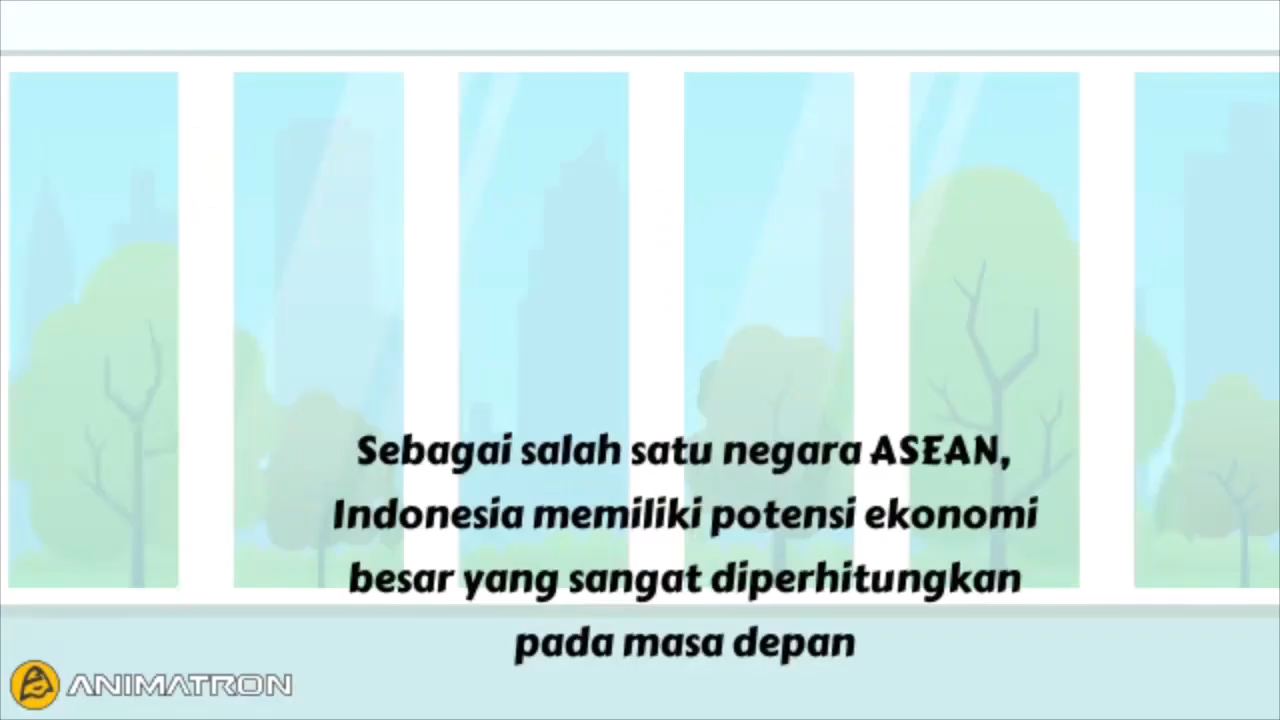 Sebagai salah satu negara ASEAN,
Indonesia memiliki potensi ekonomi
besar yang sangat diperhitungkan
pada masa depan
ANIMATRON